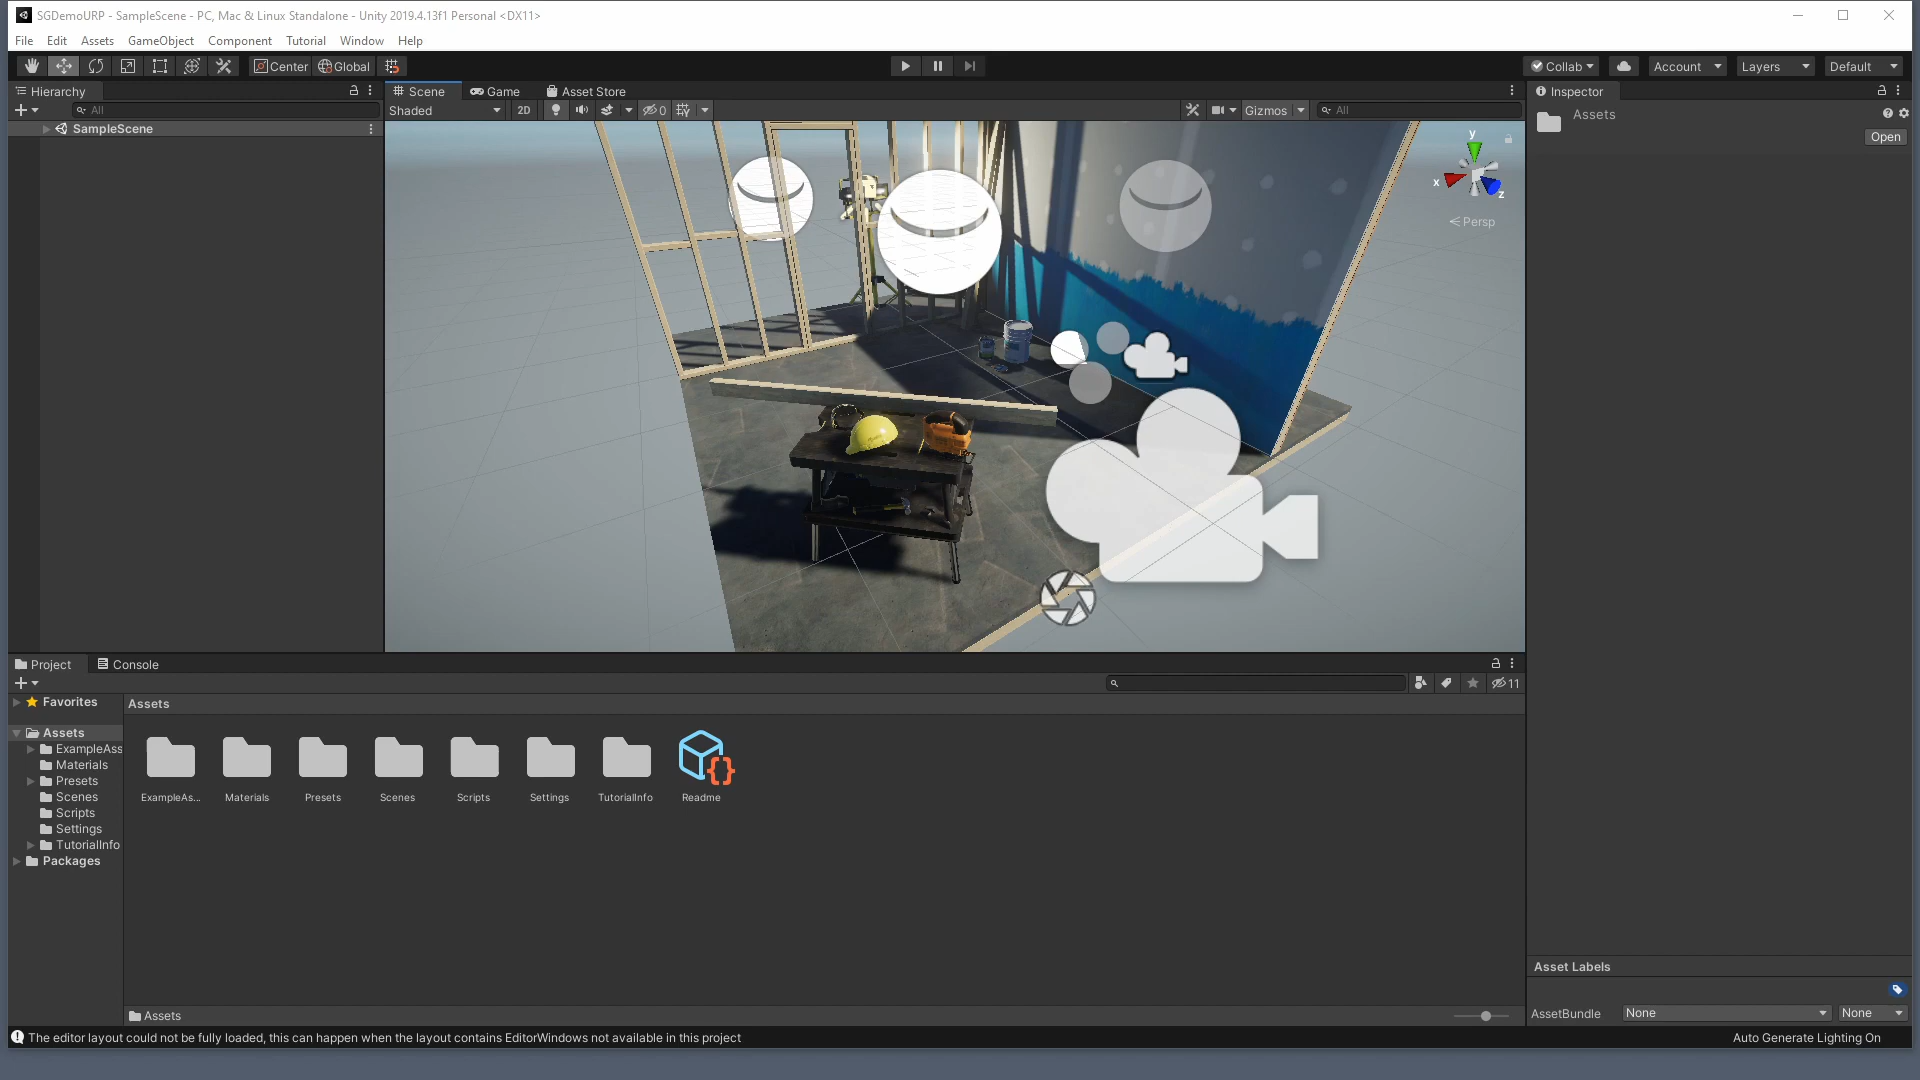 SGDemoURP - SampleScene - PC, Mac & Linux Standalone - Unity 2019.4.13f1 Personal <DX11>
File Edit Assets GameObject Component Tutorial Window Help
Center Global Collab Account Layers Default
Hierarchy
All
SampleScene
Scene Game Asset Store
Shaded 2D 0 Gizmos All
y
x
z
Persp
Inspector
Assets
Open
Project Console
11
Favorites
Assets
ExampleAss
Materials
Presets
Scenes
Scripts
Settings
TutorialInfo
Packages
Assets
ExampleAs... Materials Presets Scenes Scripts Settings TutorialInfo Readme
Assets
Asset Labels
AssetBundle None None
The editor layout could not be fully loaded, this can happen when the layout contains EditorWindows not available in this project
Auto Generate Lighting On